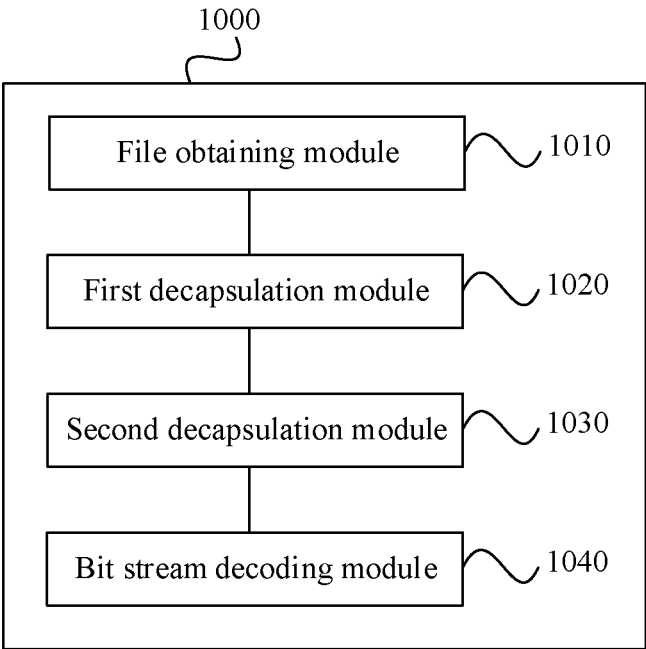 1000
File obtaining module
1010
First decapsulation module
1020
Second decapsulation module
1030
Bit stream decoding module
1040